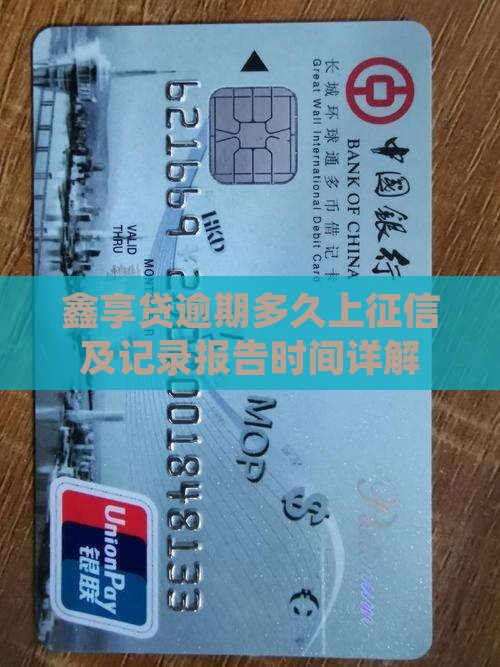 鑫享贷逾期多久上征信
及记录报告时间详解
中国银行
BANK OF CHINA
长城环球通多币借记卡
Great Wall International Debit Card
HKD
621669
001848133
VALID
THRU
MOP
$
€
UnionPay
银联